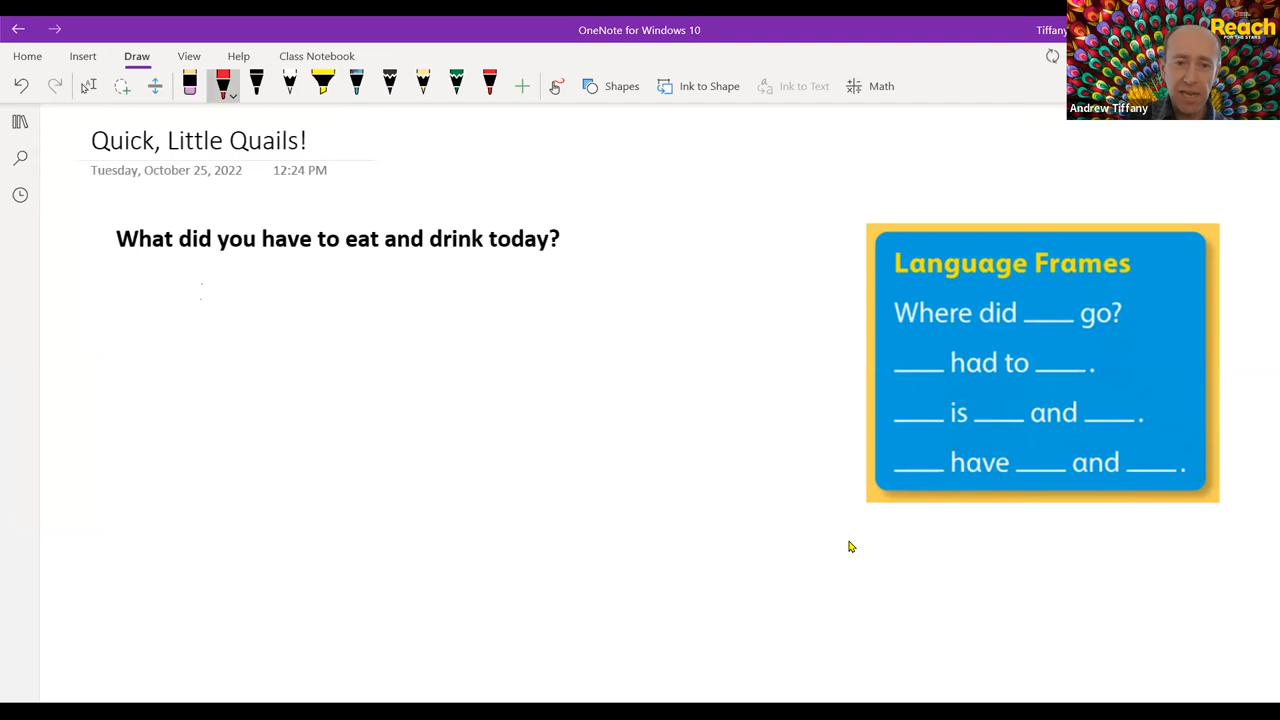 OneNote for Windows 10
Tiffany
Home Insert Draw View Help Class Notebook
Shapes Ink to Shape Ink to Text Math
Reach
FOR THE STARS
Andrew Tiffany
Quick, Little Quails!
Tuesday, October 25, 2022 12:24 PM
What did you have to eat and drink today?
Language Frames
Where did ____ go?
____ had to ____.
____ is ____ and ____.
____ have ____ and ____.